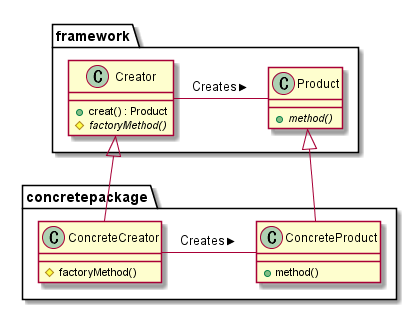 framework
C Creator
creat() : Product
factoryMethod()
Creates▶
C Product
method()
concretepackage
C ConcreteCreator
factoryMethod()
Creates▶
C ConcreteProduct
method()